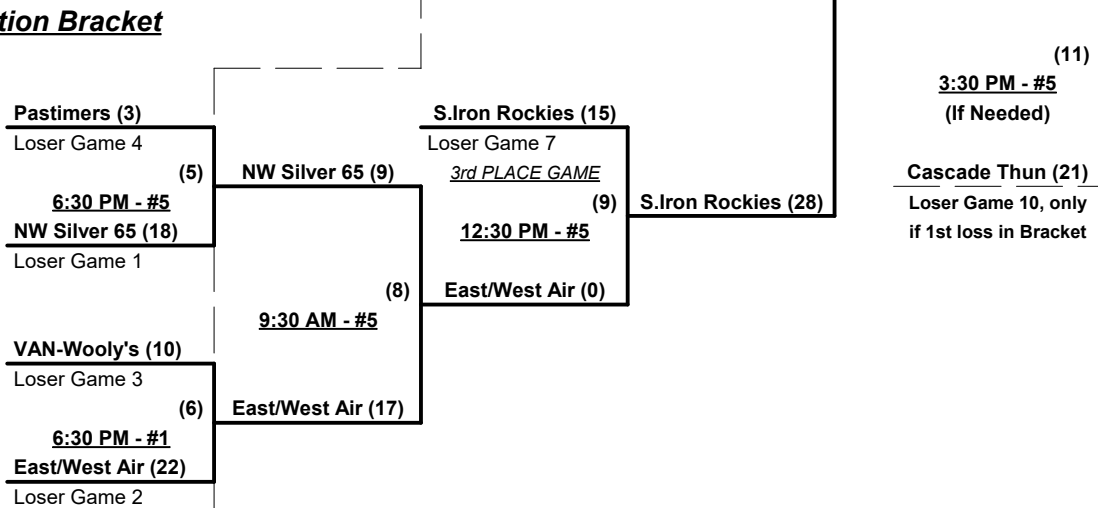 tion Bracket
(11)
3:30 PM - #5
(If Needed)
Pastimers (3)
Loser Game 4
(5)
6:30 PM - #5
NW Silver 65 (18)
Loser Game 1
NW Silver 65 (9)
S.Iron Rockies (15)
Loser Game 7
3rd PLACE GAME
(9)
12:30 PM - #5
S.Iron Rockies (28)
Cascade Thun (21)
Loser Game 10, only
if 1st loss in Bracket
(8)
9:30 AM - #5
East/West Air (0)
VAN-Wooly's (10)
Loser Game 3
(6)
6:30 PM - #1
East/West Air (22)
Loser Game 2
East/West Air (17)